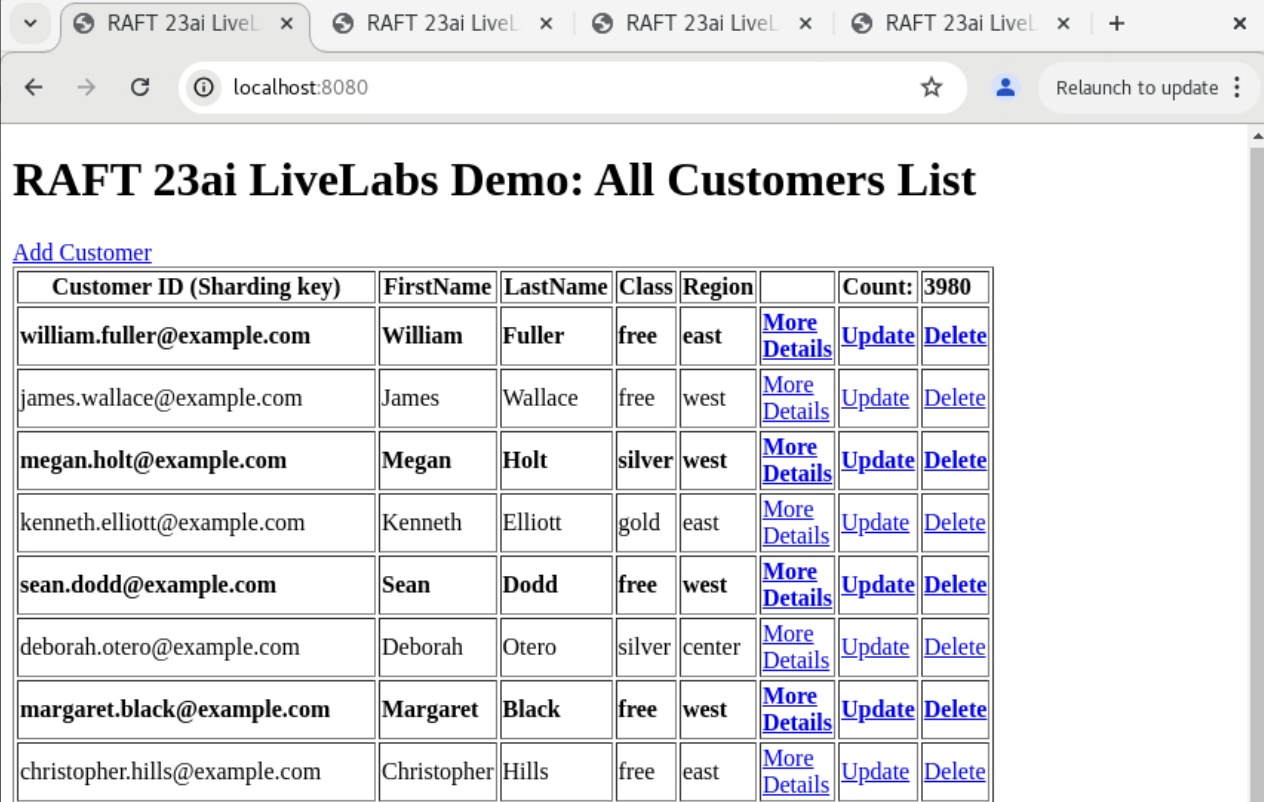 RAFT 23ai LiveL
RAFT 23ai LiveL
RAFT 23ai LiveL
RAFT 23ai LiveL
localhost:8080
Relaunch to update
RAFT 23ai LiveLabs Demo: All Customers List
Add Customer
Customer ID (Sharding key) FirstName LastName Class Region Count: 3980
william.fuller@example.com William Fuller free east More Details Update Delete
james.wallace@example.com James Wallace free west More Details Update Delete
megan.holt@example.com Megan Holt silver west More Details Update Delete
kenneth.elliott@example.com Kenneth Elliott gold east More Details Update Delete
sean.dodd@example.com Sean Dodd free west More Details Update Delete
deborah.otero@example.com Deborah Otero silver center More Details Update Delete
margaret.black@example.com Margaret Black free west More Details Update Delete
christopher.hills@example.com Christopher Hills free east More Details Update Delete